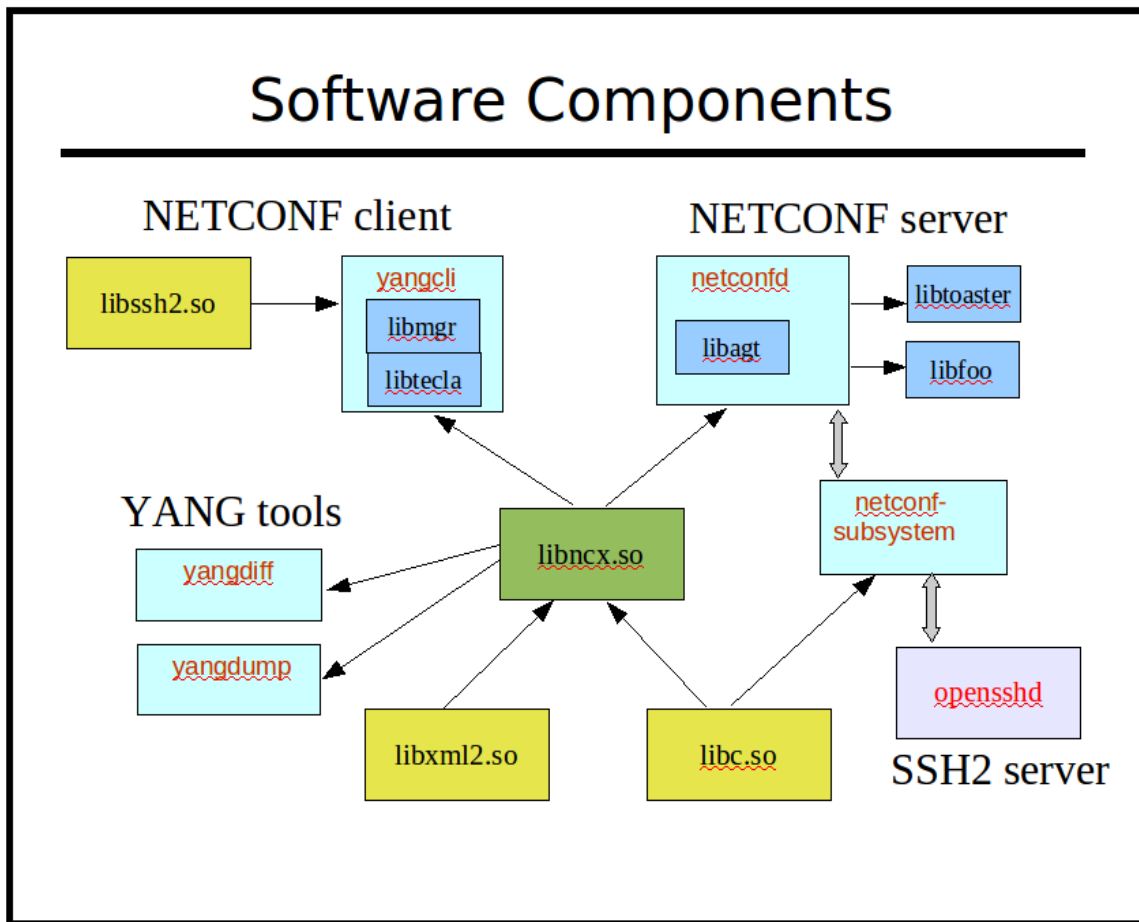 Software Components
NETCONF client
NETCONF server
libssh2.so
yangcli
libmgr
libtecla
netconfd
libagt
libtoaster
libfoo
YANG tools
yangdiff
yangdump
libncx.so
netconf-
subsystem
libxml2.so
libc.so
opensshd
SSH2 server